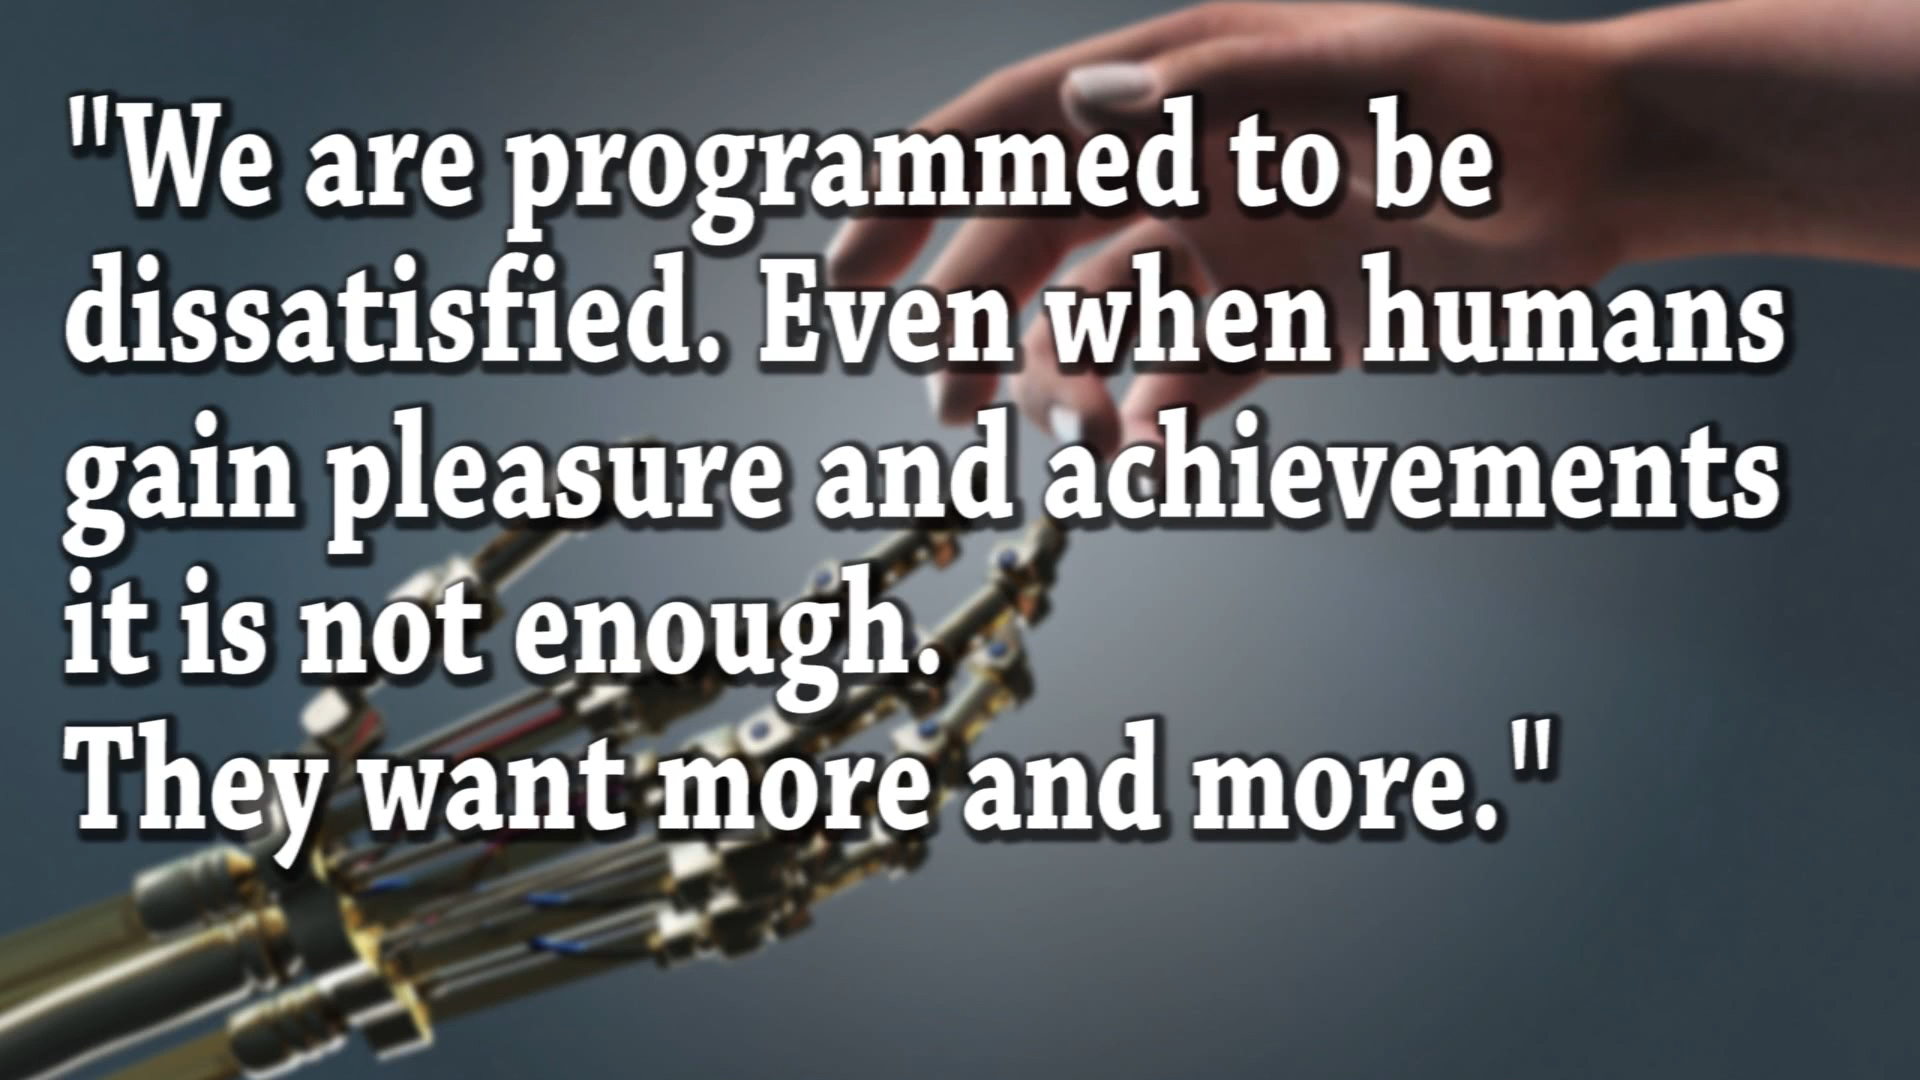 "We are programmed to be
dissatisfied. Even when humans
gain pleasure and achievements
it is not enough.
They want more and more."